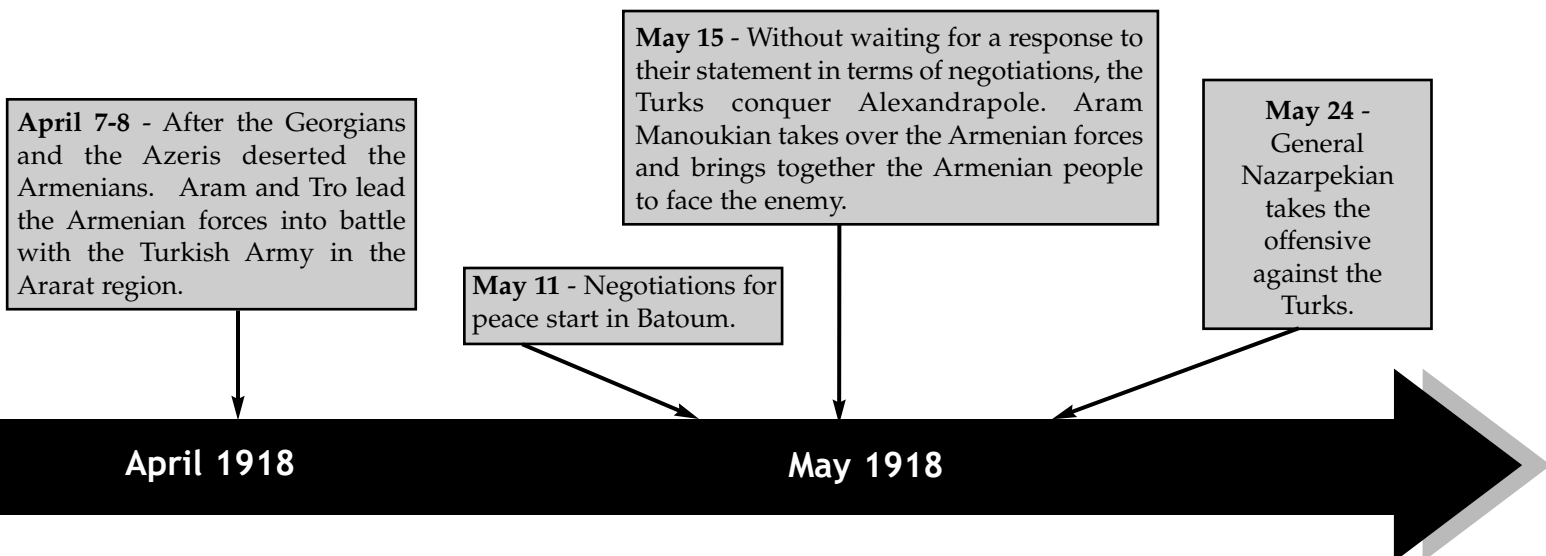 April 7-8 - After the Georgians
and the Azeris deserted the
Armenians. Aram and Tro lead
the Armenian forces into battle
with the Turkish Army in the
Ararat region.
May 11 - Negotiations for
peace start in Batoum.
May 15 - Without waiting for a response to
their statement in terms of negotiations, the
Turks conquer Alexandrapole. Aram
Manoukian takes over the Armenian forces
and brings together the Armenian people
to face the enemy.
May 24 -
General
Nazarpekian
takes the
offensive
against the
Turks.
April 1918
May 1918